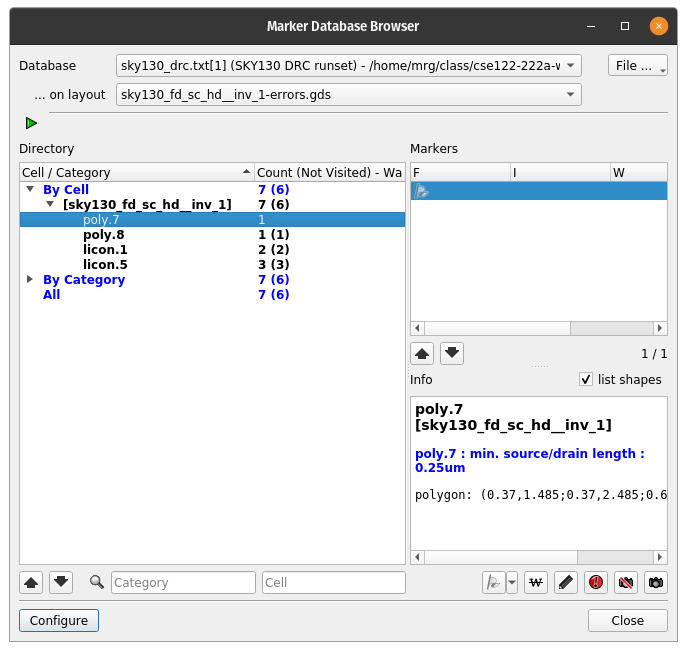 Marker Database Browser
Database
sky130_drc.txt[1] (SKY130 DRC runset) - /home/mrg/class/cse122-222a-w
File ...
... on layout
sky130_fd_sc_hd__inv_1-errors.gds
Directory
Markers
Cell / Category
Count (Not Visited) - Wa
F
I
W
By Cell
7 (6)
[sky130_fd_sc_hd__inv_1]
7 (6)
poly.7
1
poly.8
1 (1)
licon.1
2 (2)
licon.5
3 (3)
By Category
7 (6)
All
7 (6)
1 / 1
Info
list shapes
poly.7
[sky130_fd_sc_hd__inv_1]
poly.7 : min. source/drain length :
0.25um
polygon: (0.37,1.485;0.37,2.485;0.6
Category
Cell
W
Configure
Close